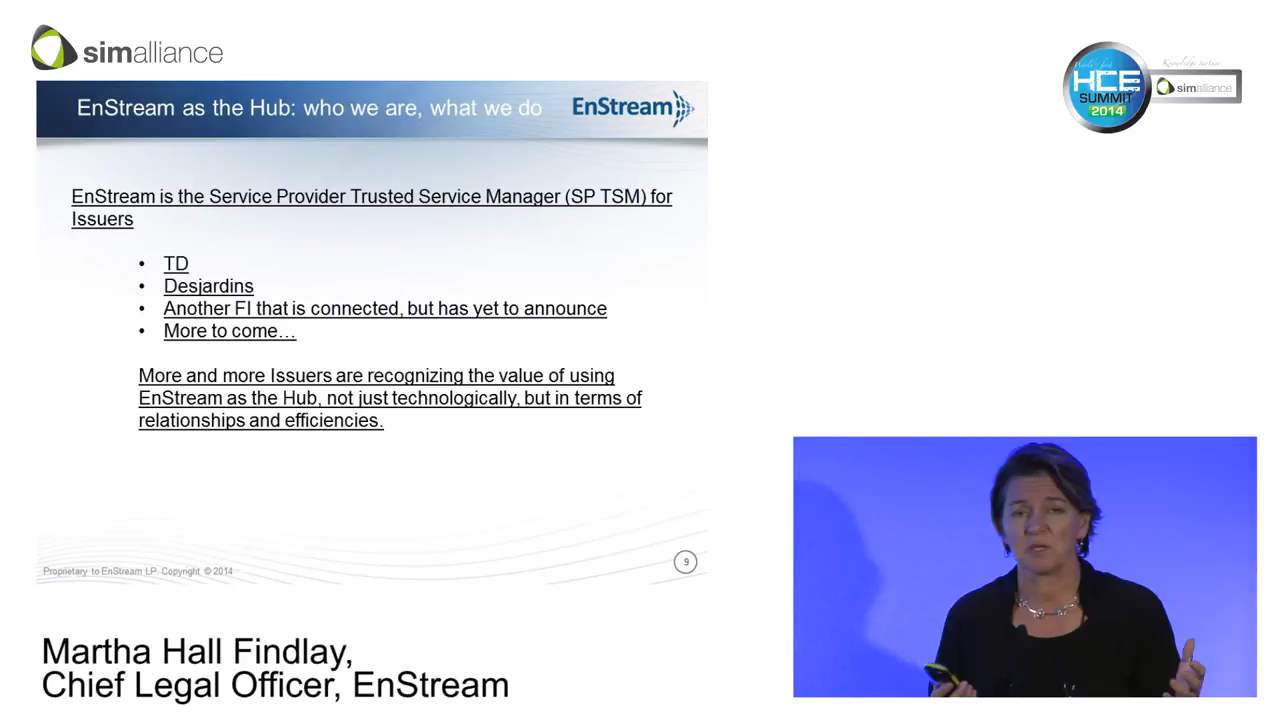 simalliance
World's first
HCE
SUMMIT
2014
Knowledge partner
simalliance
EnStream as the Hub: who we are, what we do
EnStream
EnStream is the Service Provider Trusted Service Manager (SP TSM) for
Issuers
• TD
• Desjardins
• Another FI that is connected, but has yet to announce
• More to come…
More and more Issuers are recognizing the value of using
EnStream as the Hub, not just technologically, but in terms of
relationships and efficiencies.
Proprietary to EnStream LP Copyright © 2014
9
Martha Hall Findlay,
Chief Legal Officer, EnStream